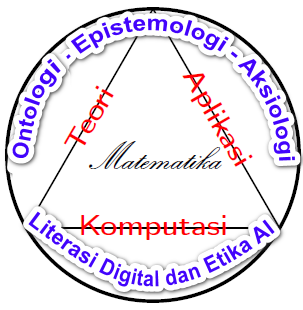 Ontologi - Epistemologi - Aksiologi
Teori
Aplikasi
Matematika
Komputasi
Literasi Digital dan Etika AI